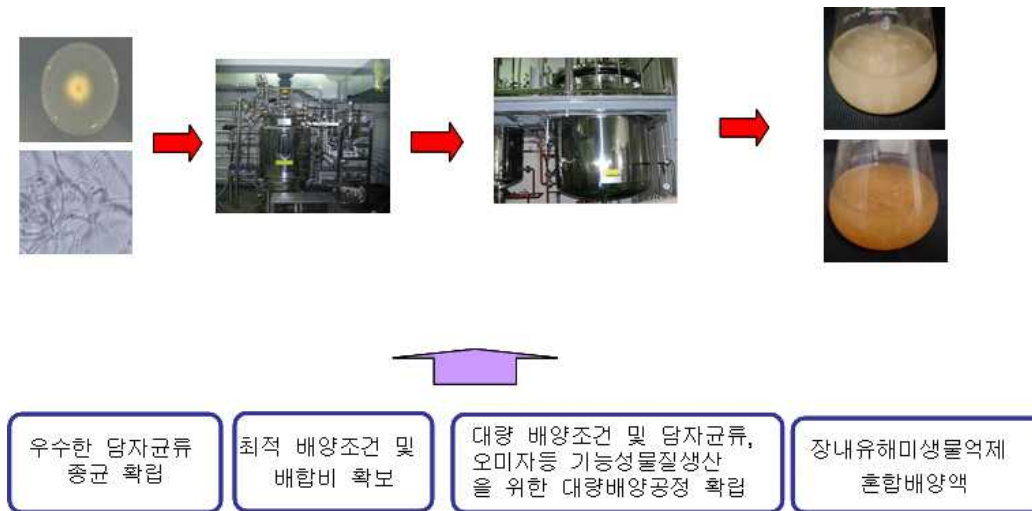 우수한 담자균류
종균 확립
최적 배양조건 및
배합비 확보
대량 배양조건 및 담자균류,
오미자등 기능성물질생산
을 위한 대량배양공정 확립
장내유해미생물억제
혼합배양액